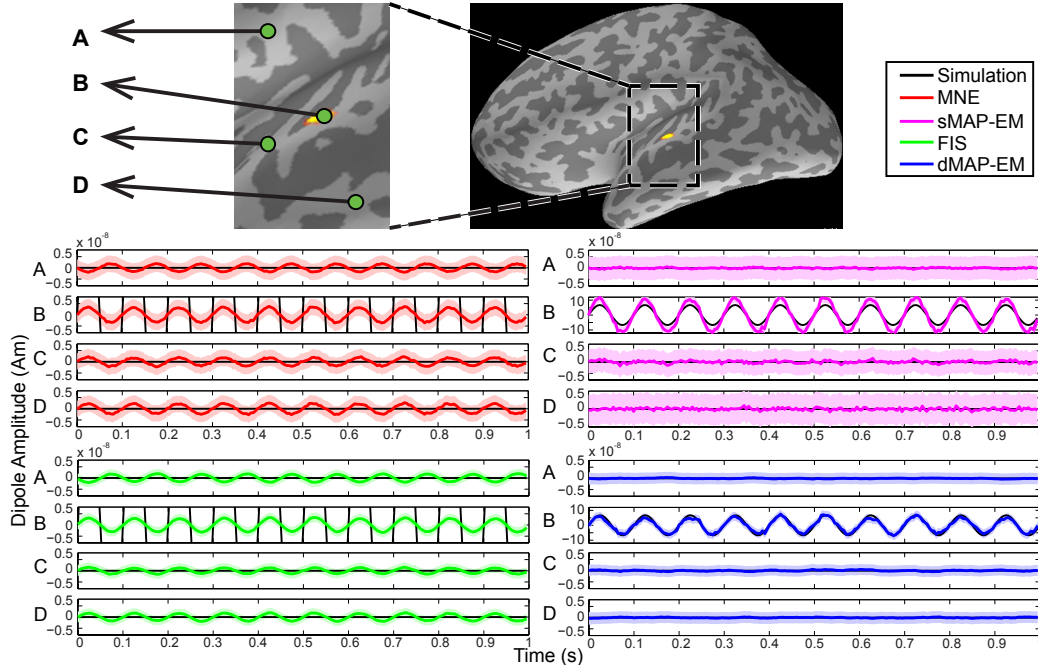 A
B
C
D
Simulation
MNE
sMAP-EM
FIS
dMAP-EM
Dipole Amplitude (Am)
x 10⁻⁸
A 0.5 0 −0.5
B 0.5 0 −0.5
C 0.5 0 −0.5
D 0.5 0 −0.5
0 0.1 0.2 0.3 0.4 0.5 0.6 0.7 0.8 0.9 1
x 10⁻⁸
A 0.5 0 −0.5
B 10 0 −10
C 0.5 0 −0.5
D 0.5 0 −0.5
0 0.1 0.2 0.3 0.4 0.5 0.6 0.7 0.8 0.9
x 10⁻⁸
A 0.5 0 −0.5
B 0.5 0 −0.5
C 0.5 0 −0.5
D 0.5 0 −0.5
0 0.1 0.2 0.3 0.4 0.5 0.6 0.7 0.8 0.9 1
x 10⁻⁸
A 0.5 0 −0.5
B 10 0 −10
C 0.5 0 −0.5
D 0.5 0 −0.5
0 0.1 0.2 0.3 0.4 0.5 0.6 0.7 0.8 0.9
Time (s)